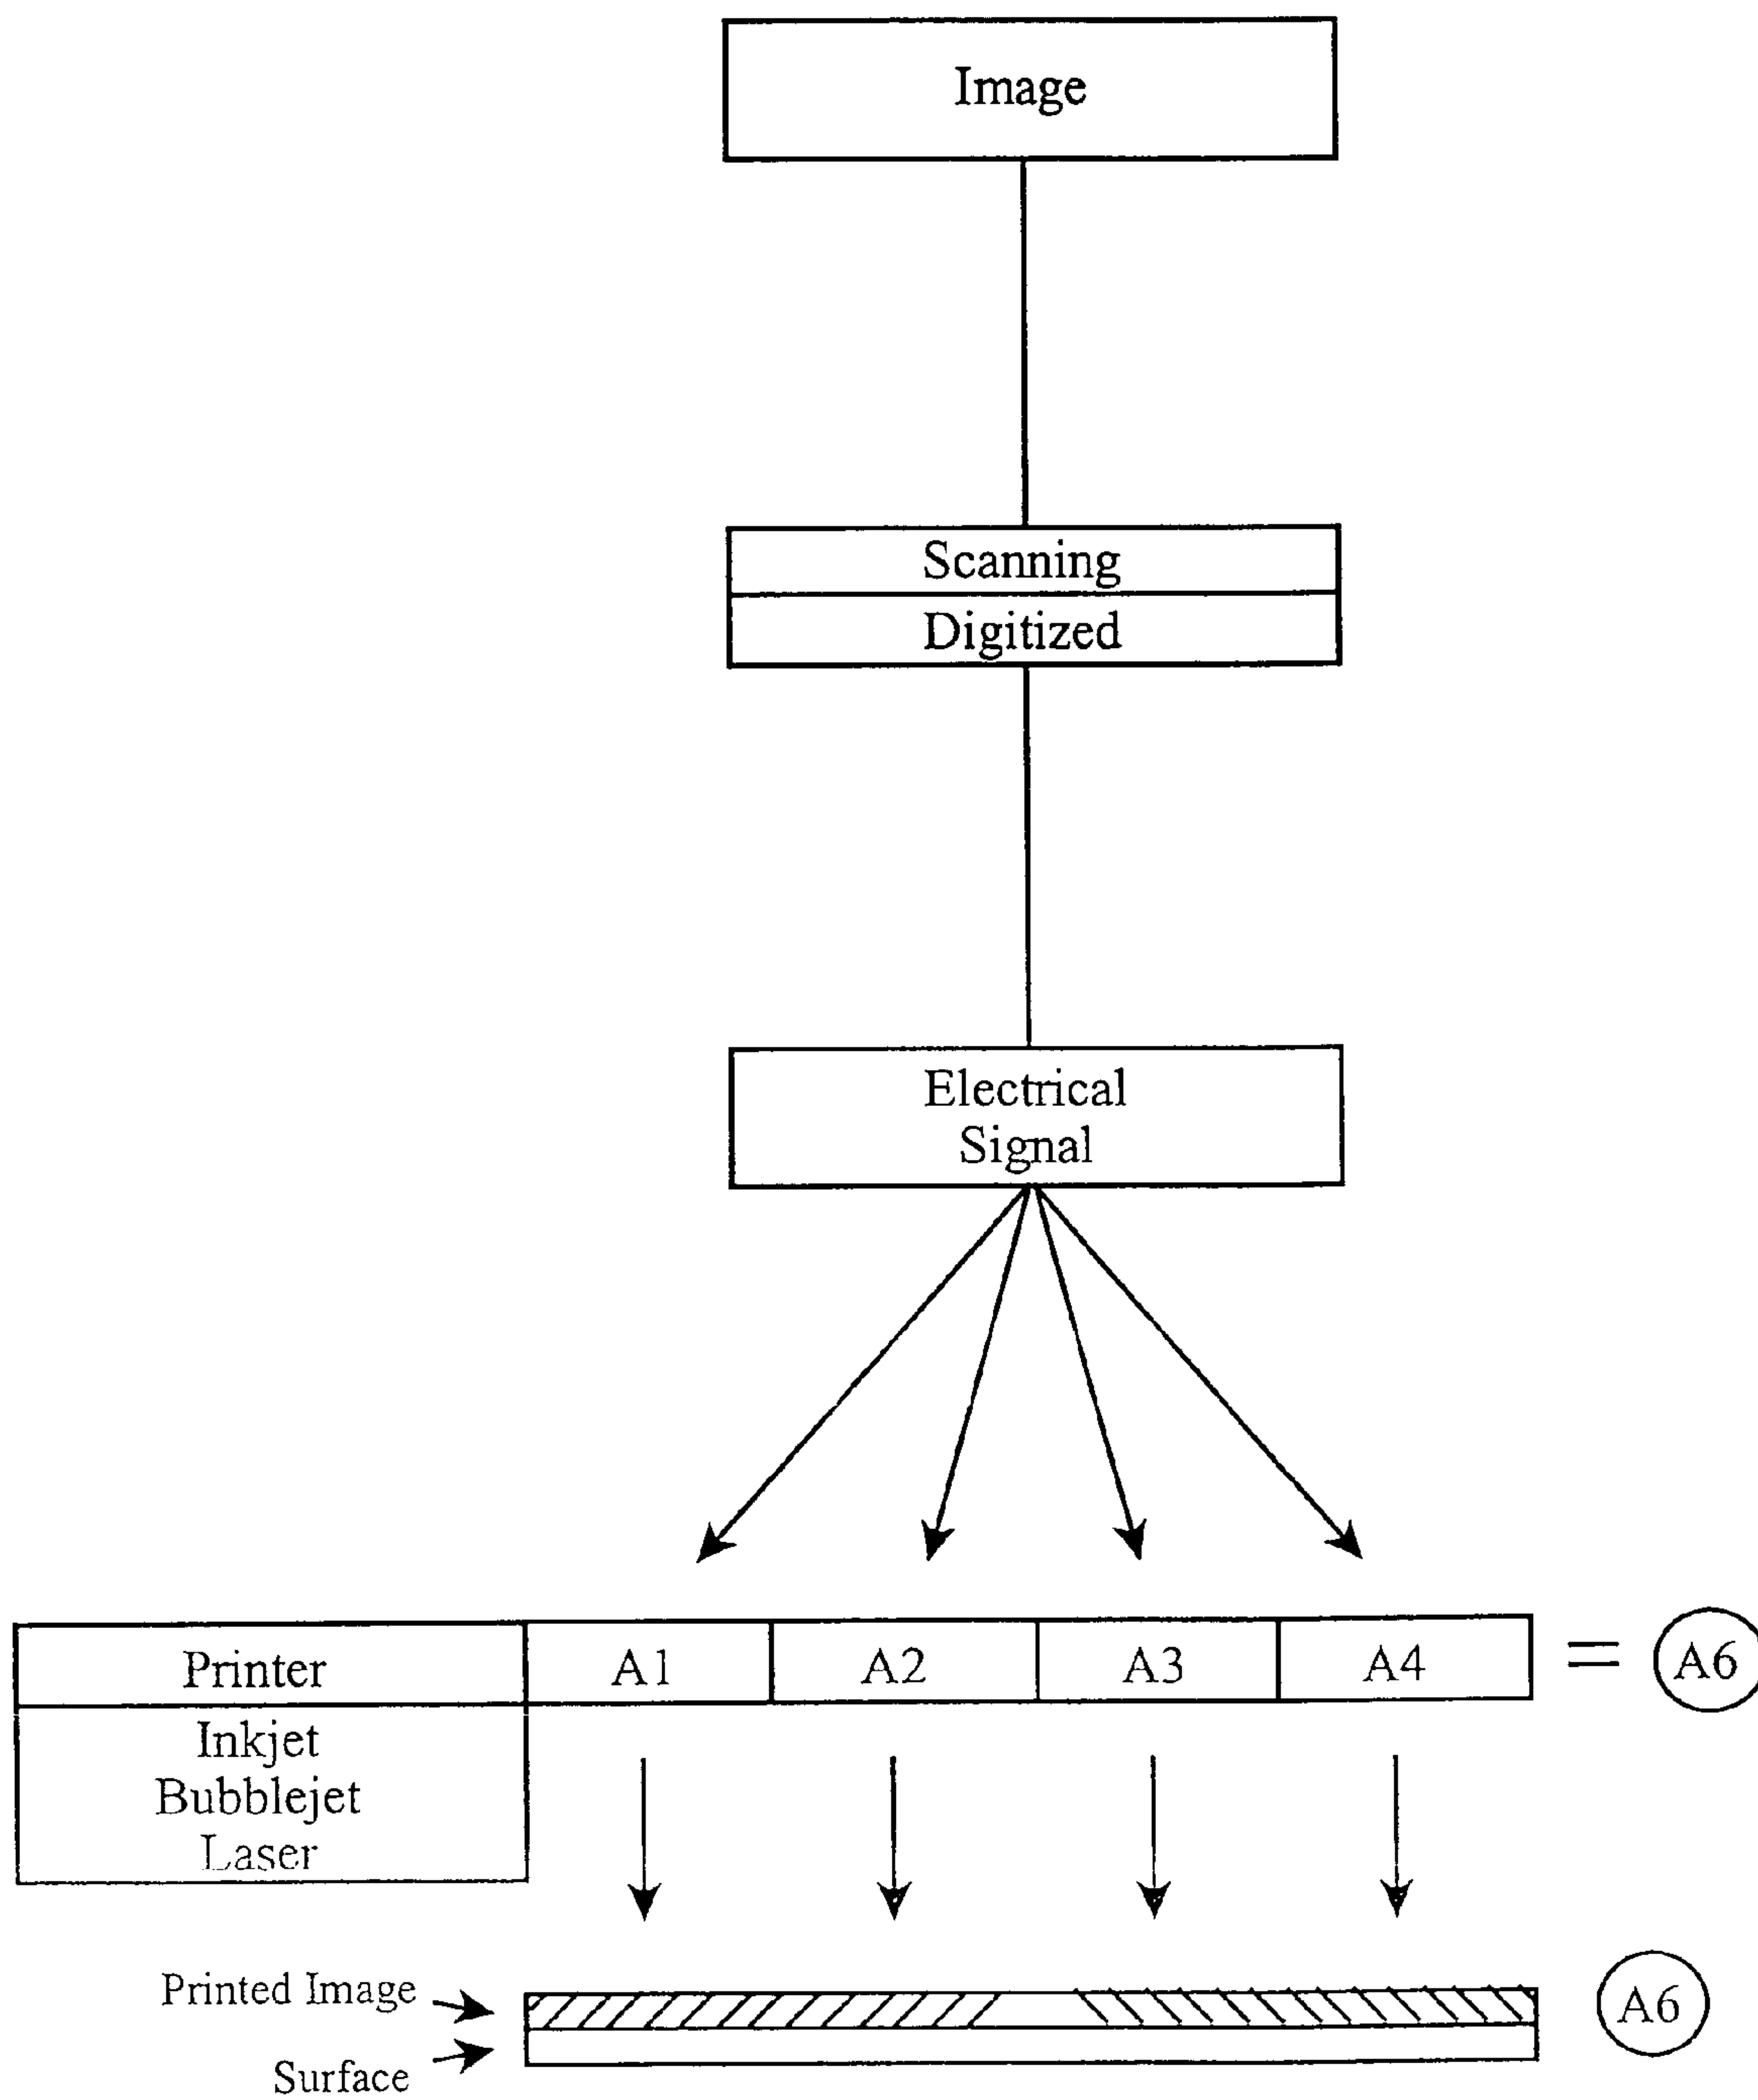 Image
Scanning
Digitized
Electrical
Signal
Printer A1 A2 A3 A4 = A6
Inkjet
Bubblejet
Laser
Printed Image
A6
Surface